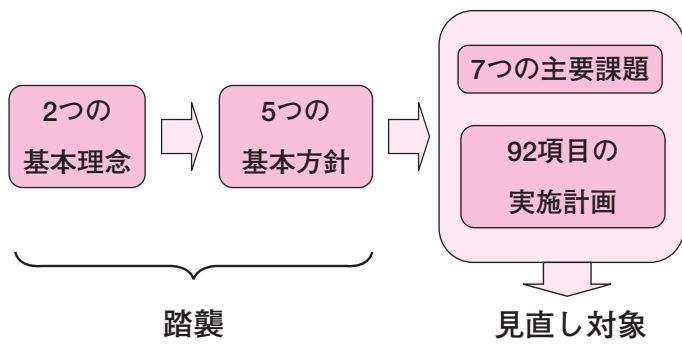 2つの
基本理念
5つの
基本方針
7つの主要課題
92項目の
実施計画
踏襲
見直し対象